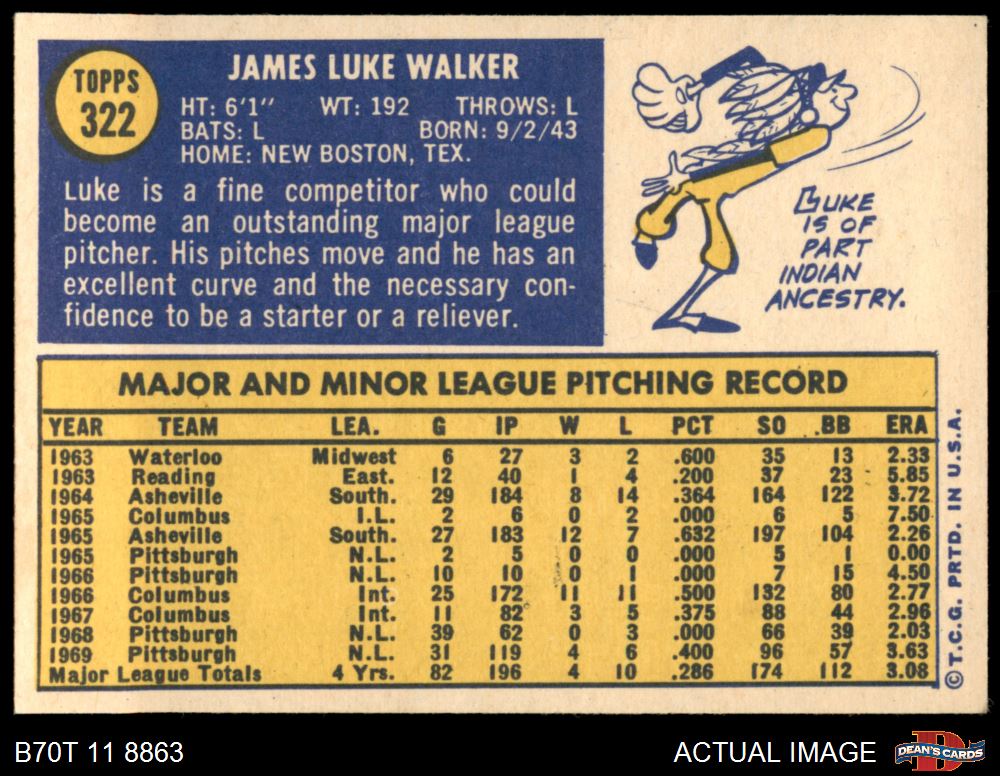 TOPPS
322
JAMES LUKE WALKER
HT: 6'1" WT: 192 THROWS: L
BATS: L BORN: 9/2/43
HOME: NEW BOSTON, TEX.
Luke is a fine competitor who could
become an outstanding major league
pitcher. His pitches move and he has an
excellent curve and the necessary con-
fidence to be a starter or a reliever.
LUKE
IS OF
PART
INDIAN
ANCESTRY.
MAJOR AND MINOR LEAGUE PITCHING RECORD
YEAR TEAM LEA. G IP W L PCT SO BB ERA
1963 Waterloo Midwest 6 27 3 2 .600 35 13 2.33
1963 Reading East. 12 40 1 4 .200 37 23 5.85
1964 Asheville South. 29 184 8 14 .364 164 122 3.72
1965 Columbus I.L. 2 6 0 2 .000 6 5 7.50
1965 Asheville South. 27 183 12 7 .632 197 104 2.26
1965 Pittsburgh N.L. 2 5 0 0 .000 5 1 0.00
1966 Pittsburgh N.L. 10 10 0 1 .000 7 15 4.50
1966 Columbus Int. 25 172 11 11 .500 132 80 2.77
1967 Columbus Int. 11 82 3 5 .375 88 44 2.96
1968 Pittsburgh N.L. 39 62 0 3 .000 66 39 2.03
1969 Pittsburgh N.L. 31 119 4 6 .400 96 57 3.63
Major League Totals 4 Yrs. 82 196 4 10 .286 174 112 3.08
©T.C.G. PRTD. IN U.S.A.
B70T 11 8863
ACTUAL IMAGE
D
DEAN'S CARDS